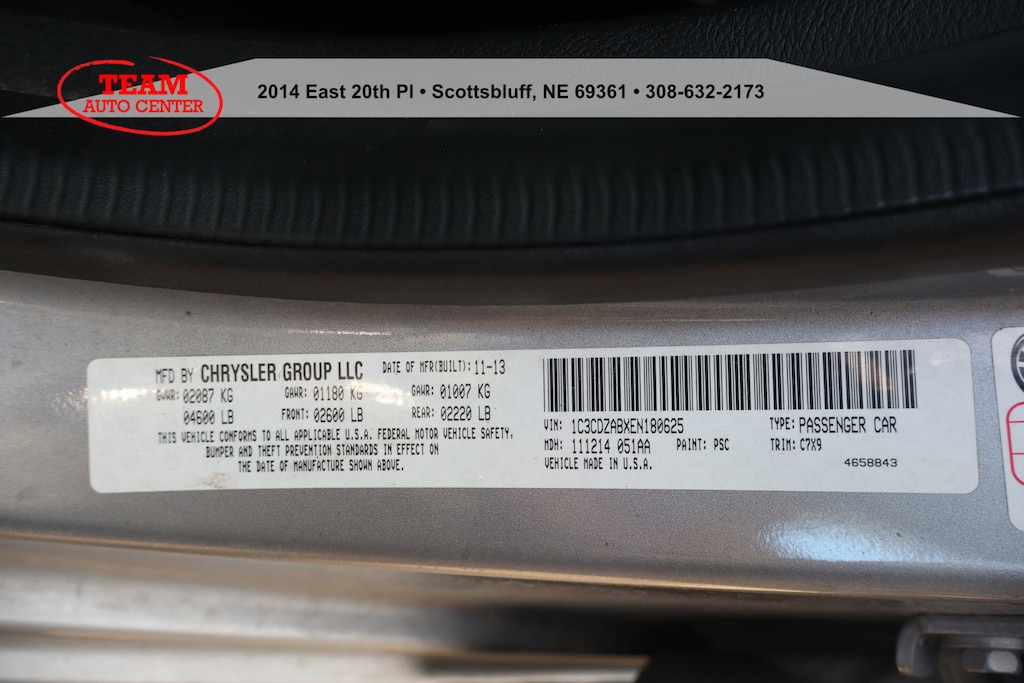 TEAM
AUTO CENTER
2014 East 20th Pl • Scottsbluff, NE 69361 • 308-632-2173
MFD BY CHRYSLER GROUP LLC DATE OF MFR(BUILT): 11-13
GVWR: 02087 KG GAWR: 01180 KG GAWR: 01007 KG
04600 LB FRONT: 02600 LB REAR: 02220 LB
THIS VEHICLE CONFORMS TO ALL APPLICABLE U.S.A. FEDERAL MOTOR VEHICLE SAFETY,
BUMPER AND THEFT PREVENTION STANDARDS IN EFFECT ON
THE DATE OF MANUFACTURE SHOWN ABOVE.
VIN: 1C3CDZABXEN180625 TYPE: PASSENGER CAR
MDH: 111214 051AA PAINT: PSC TRIM: C7X9
VEHICLE MADE IN U.S.A. 4658843